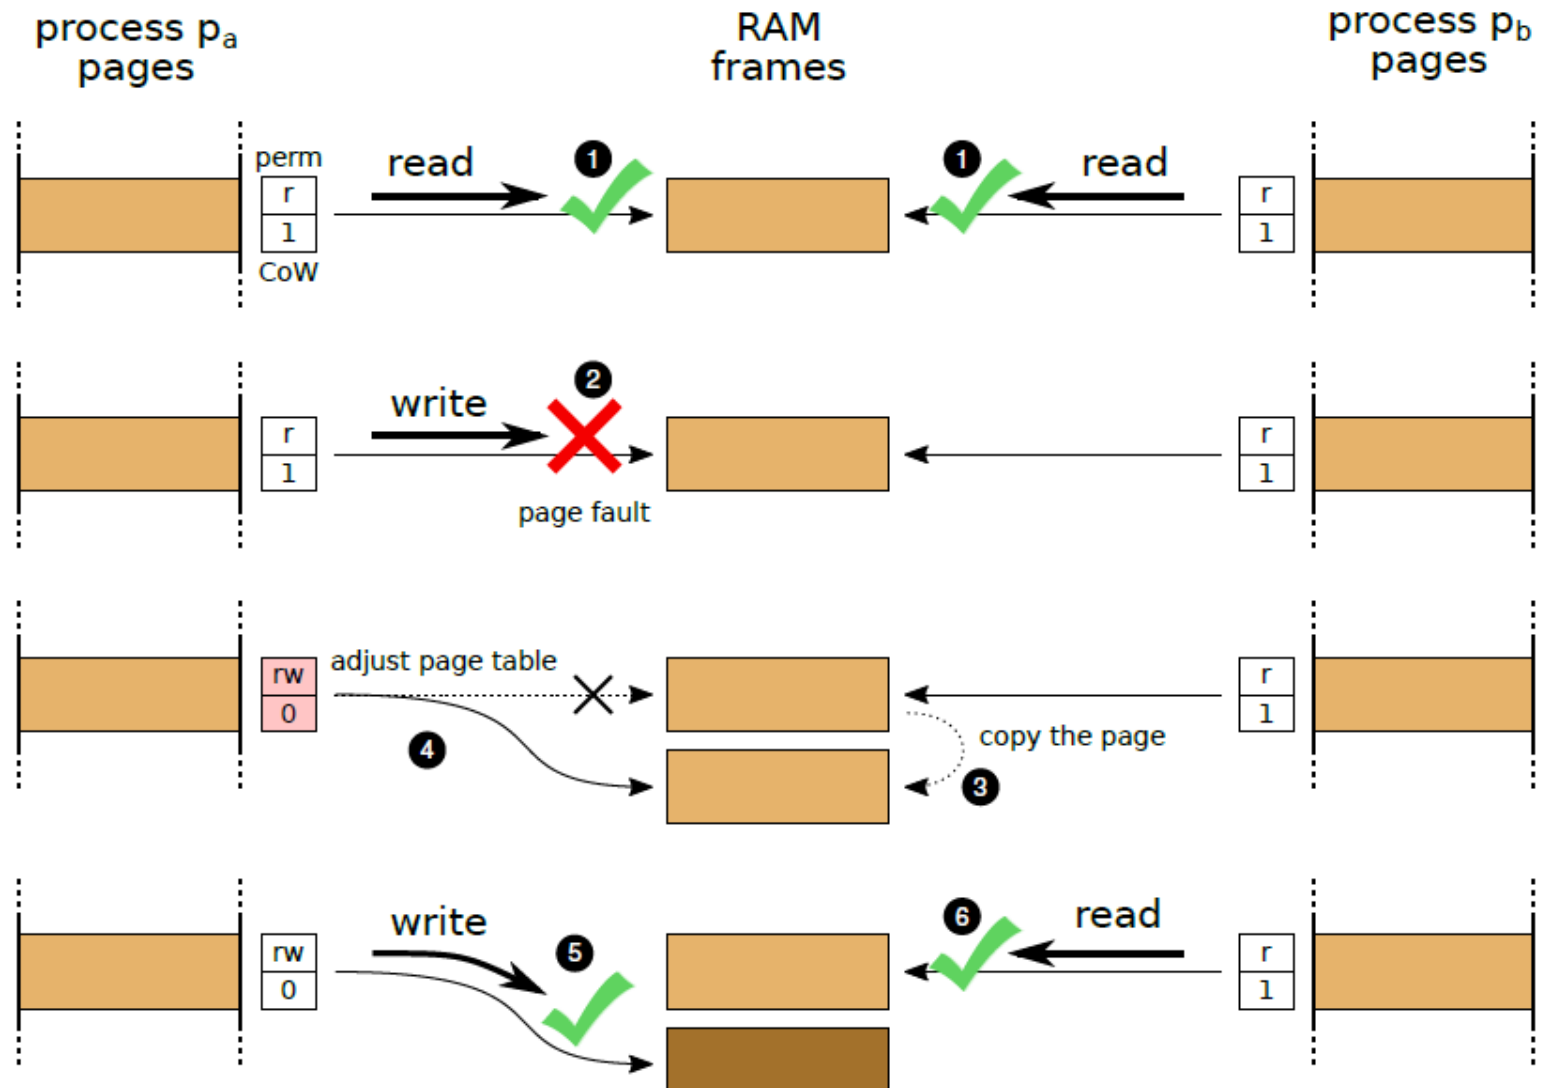 process pa
pages
RAM
frames
process pb
pages
perm
r
1
CoW
read
1
1
read
r
1
r
1
write
2
page fault
r
1
rw
0
adjust page table
4
copy the page
3
r
1
rw
0
write
5
6
read
r
1